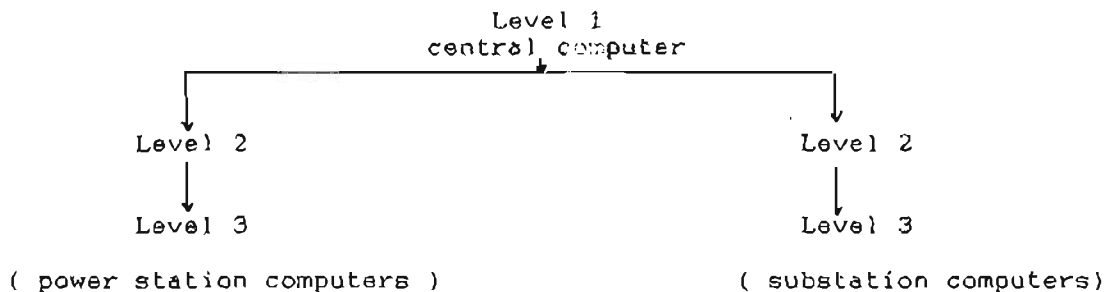 Level 1
central computer
Level 2 Level 2
Level 3 Level 3
( power station computers ) ( substation computers)